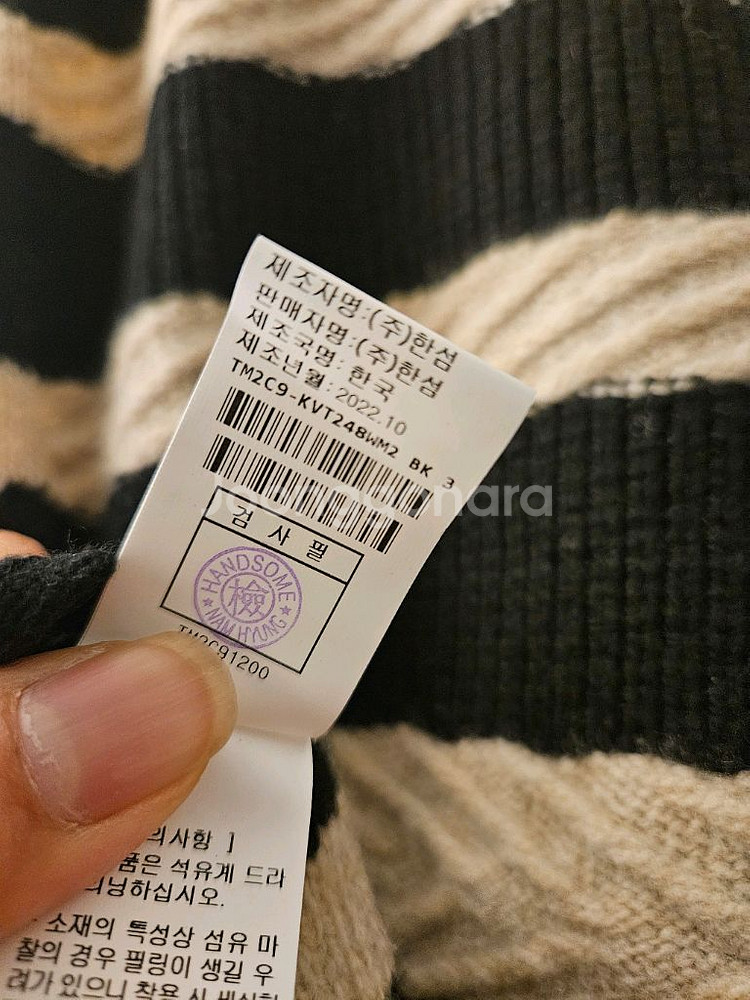 제조자명:(주)한섬
판매자명:(주)한섬
제조국명: 한국
제조년월: 2022.10
TM2C9-KVT248WM2 BK 3
Joonggonara
검 사 필
HANDSOME
檢
NAM HYUNG
TM2C91200
의사항 ]
품은 석유계 드라
닝하십시오.
소재의 특성상 섬유 마
찰의 경우 필링이 생길 우
려가 있으니 착용 시 세심한